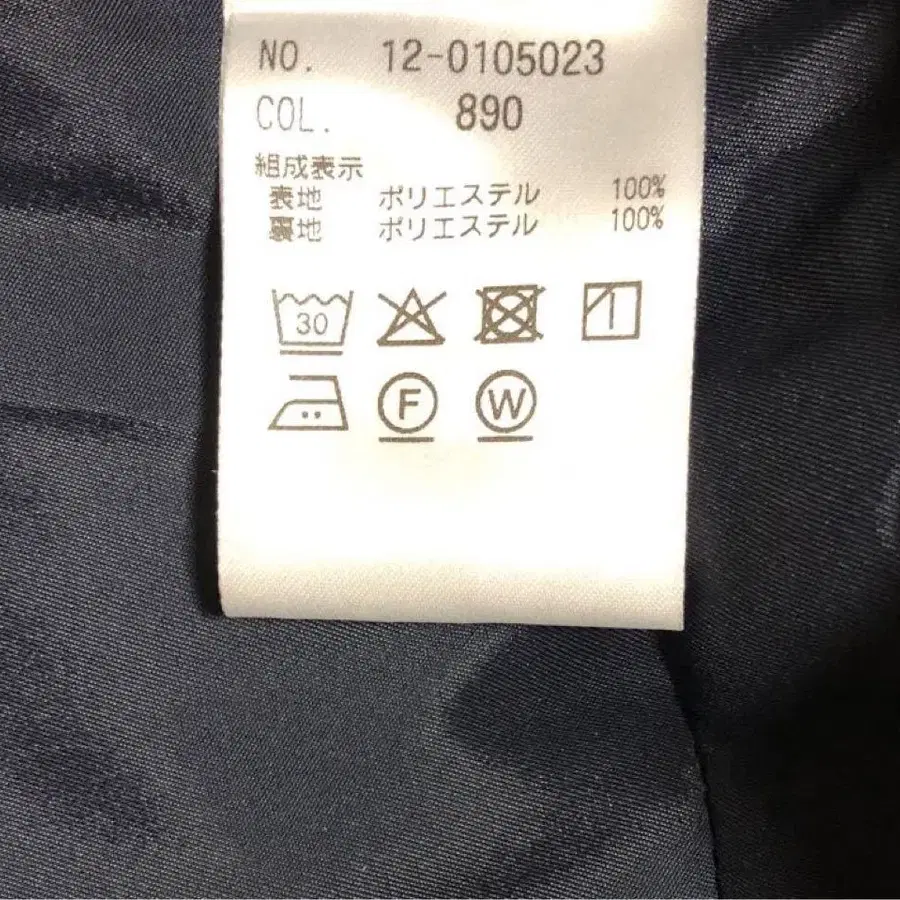 NO. 12-0105023
COL. 890
組成表示
表地 ポリエステル 100%
裏地 ポリエステル 100%
30
F W